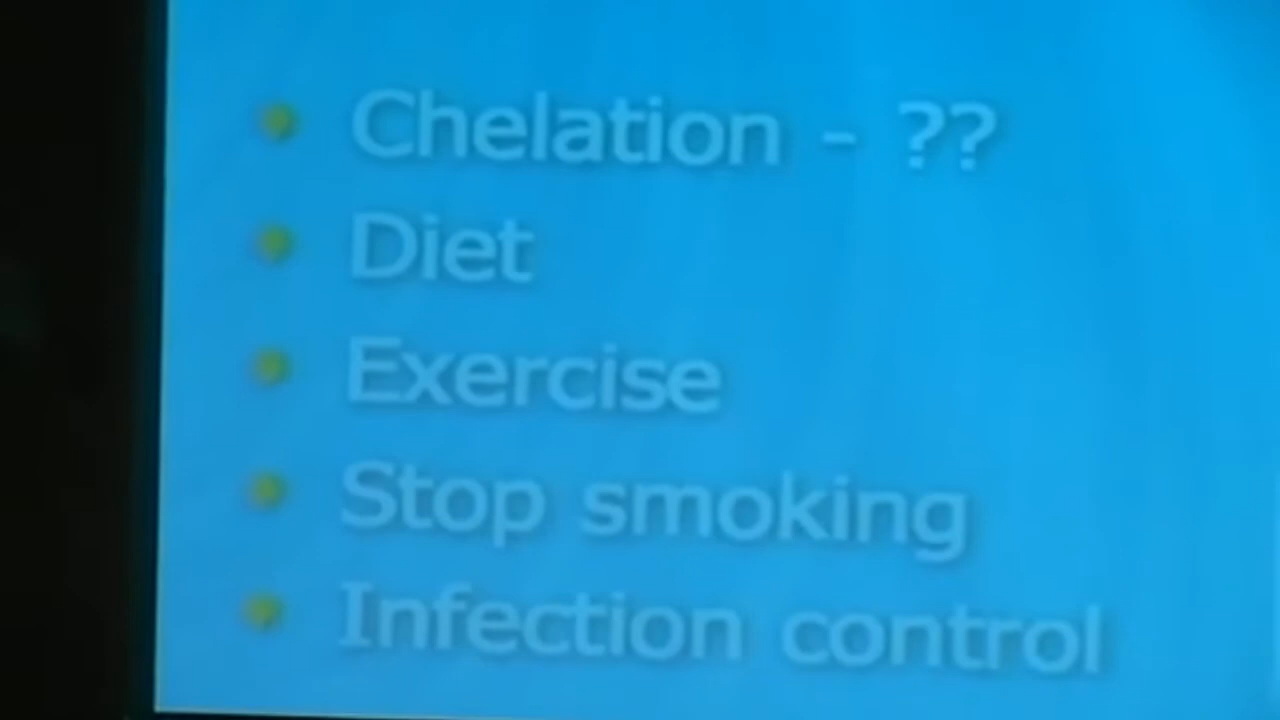 Chelation - ??
Diet
Exercise
Stop smoking
Infection control